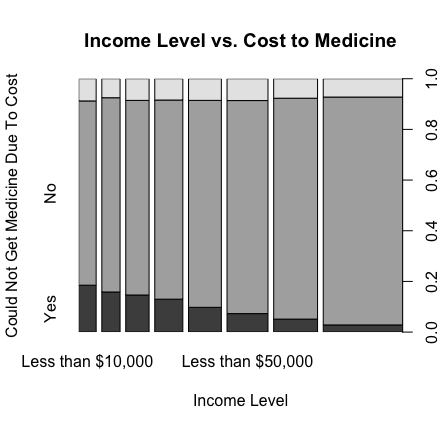 Income Level vs. Cost to Medicine
Could Not Get Medicine Due To Cost
No
Yes
1.0
0.8
0.6
0.4
0.2
0.0
Less than $10,000
Less than $50,000
Income Level